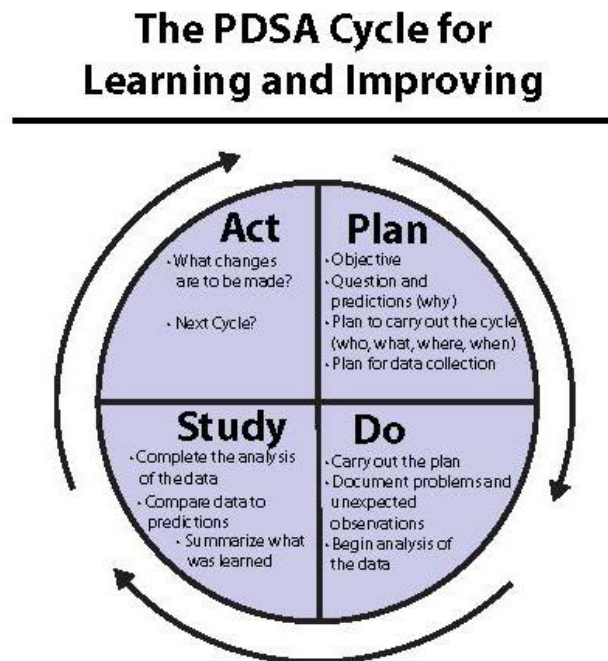 The PDSA Cycle for
Learning and Improving
Act
• What changes
are to be made?
• Next Cycle?
Plan
• Objective
• Question and
predictions (why)
• Plan to carry out the cycle
(who, what, where, when)
• Plan for data collection
Study
• Complete the analysis
of the data
• Compare data to
predictions
• Summarize what
was learned
Do
• Carry out the plan
• Document problems and
unexpected
observations
• Begin analysis of
the data